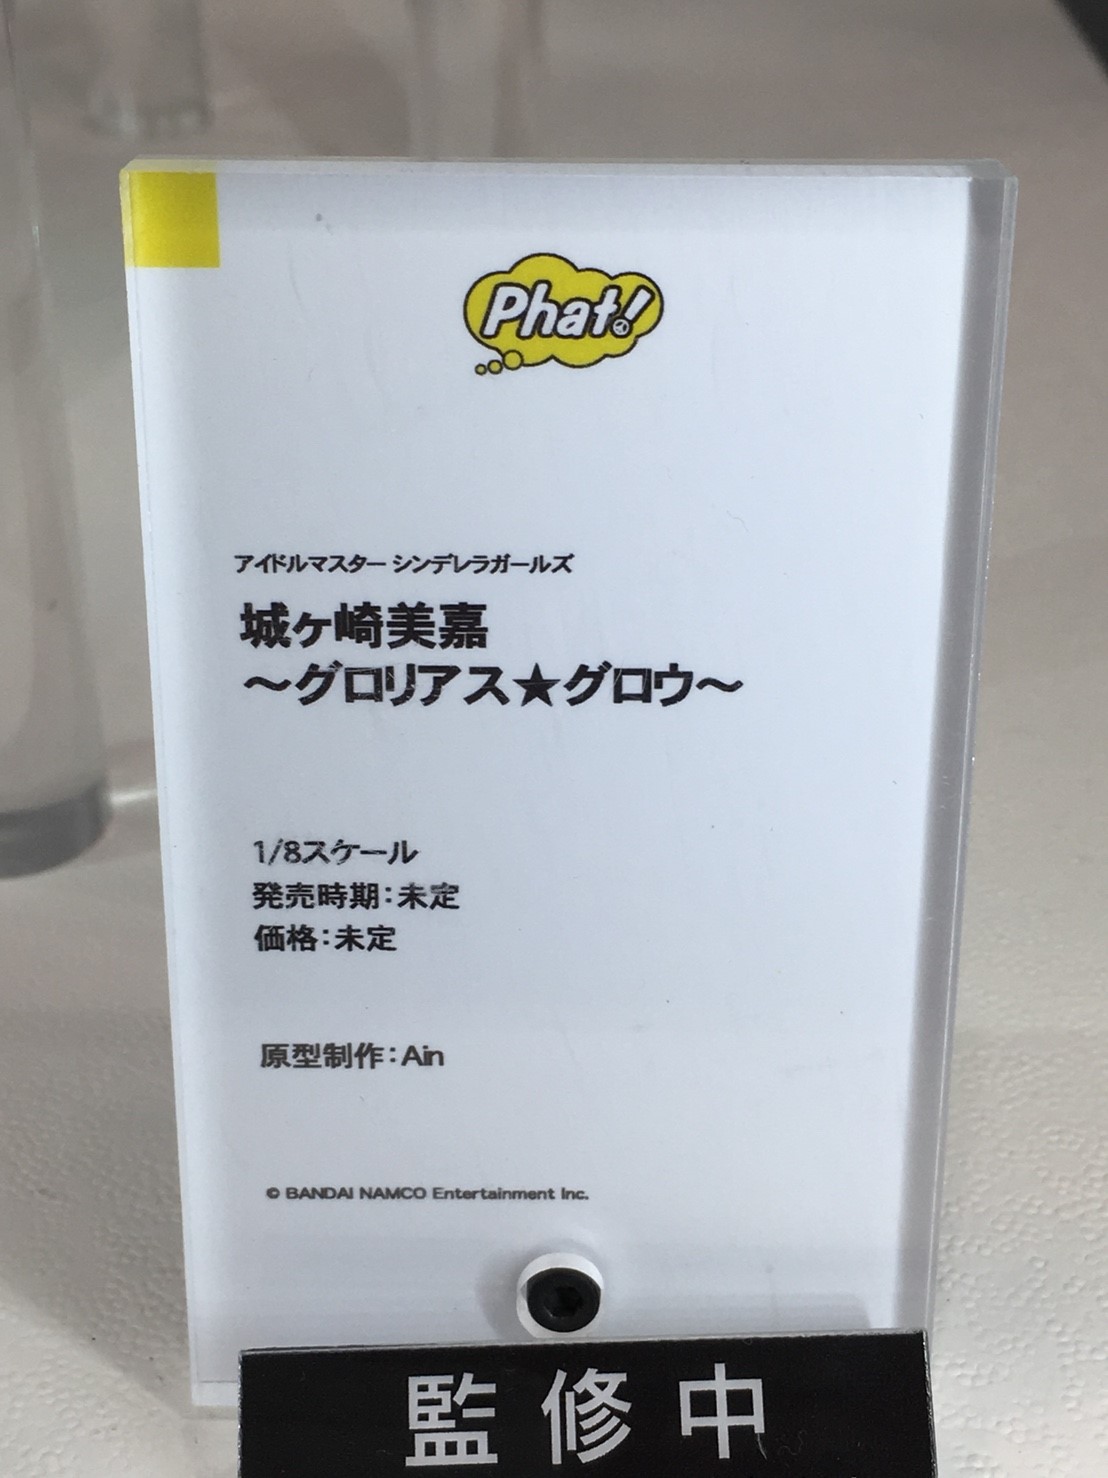 Phat!
アイドルマスター シンデレラガールズ
城ヶ崎美嘉
～グロリアス★グロウ～
1/8スケール
発売時期：未定
価格：未定
原型制作：Ain
© BANDAI NAMCO Entertainment Inc.
監修中